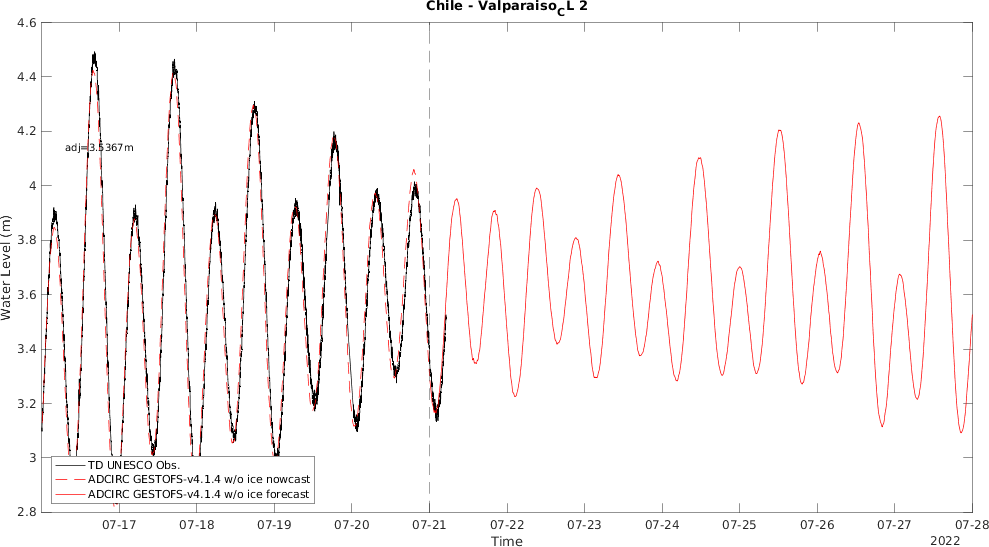 Chile - Valparaiso_CL 2
4.6
4.4
4.2
4
3.8
3.6
3.4
3.2
3
2.8
Water Level (m)
adj=3.5367m
TD UNESCO Obs.
ADCIRC GESTOFS-v4.1.4 w/o ice nowcast
ADCIRC GESTOFS-v4.1.4 w/o ice forecast
07-17 07-18 07-19 07-20 07-21 07-22 07-23 07-24 07-25 07-26 07-27 07-28
Time
2022